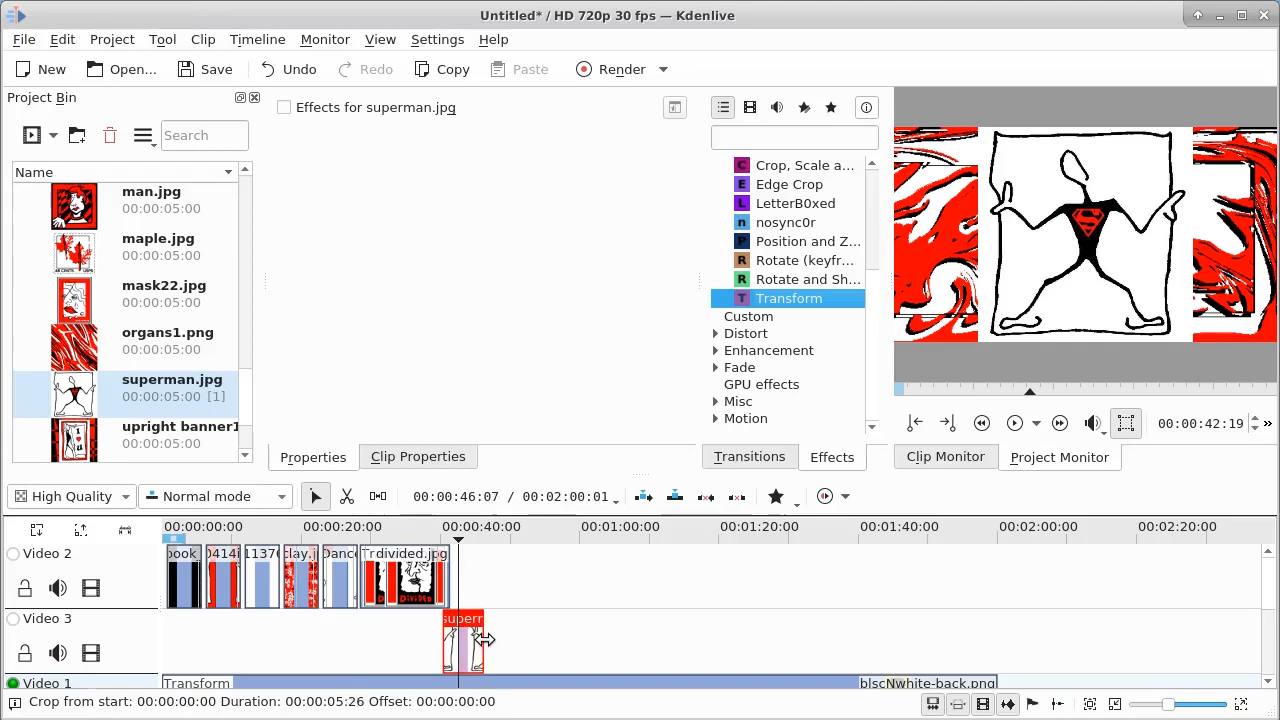 Untitled* / HD 720p 30 fps — Kdenlive
File Edit Project Tool Clip Timeline Monitor View Settings Help
New Open... Save Undo Redo Copy Paste Render
Project Bin
Effects for superman.jpg
Search
Name
man.jpg
00:00:05:00
maple.jpg
00:00:05:00
mask22.jpg
00:00:05:00
organs1.png
00:00:05:00
superman.jpg
00:00:05:00 [1]
upright banner1
00:00:05:00
C Crop, Scale a...
E Edge Crop
L LetterB0xed
n nosync0r
P Position and Z...
R Rotate (keyfr...
R Rotate and Sh...
T Transform
Custom
Distort
Enhancement
Fade
GPU effects
Misc
Motion
00:00:42:19 »
Properties Clip Properties
Transitions Effects
Clip Monitor Project Monitor
High Quality Normal mode 00:00:46:07 / 00:02:00:01
00:00:00:00 00:00:20:00 00:00:40:00 00:01:00:00 00:01:20:00 00:01:40:00 00:02:00:00 00:02:20:00
Video 2
divided.jpg
Video 3
superr
Video 1
Transform
Crop from start: 00:00:00:00 Duration: 00:00:05:26 Offset: 00:00:00:00